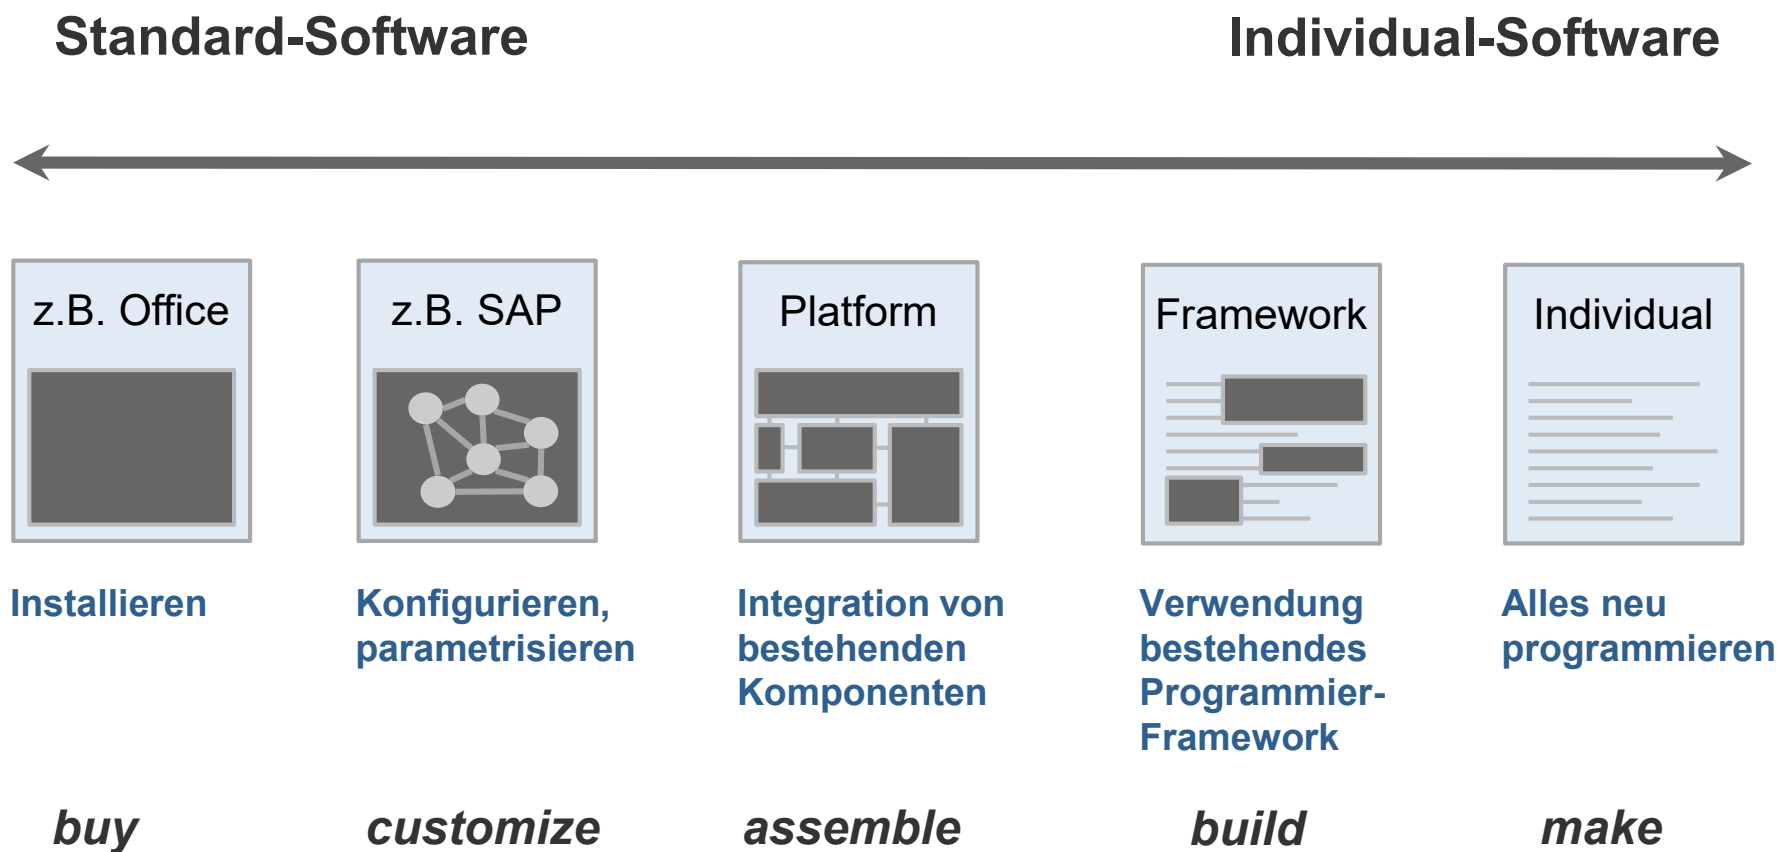 Standard-Software
Individual-Software
z.B. Office
z.B. SAP
Platform
Framework
Individual
Installieren
Konfigurieren,
parametrisieren
Integration von
bestehenden
Komponenten
Verwendung
bestehendes
Programmier-
Framework
Alles neu
programmieren
buy
customize
assemble
build
make